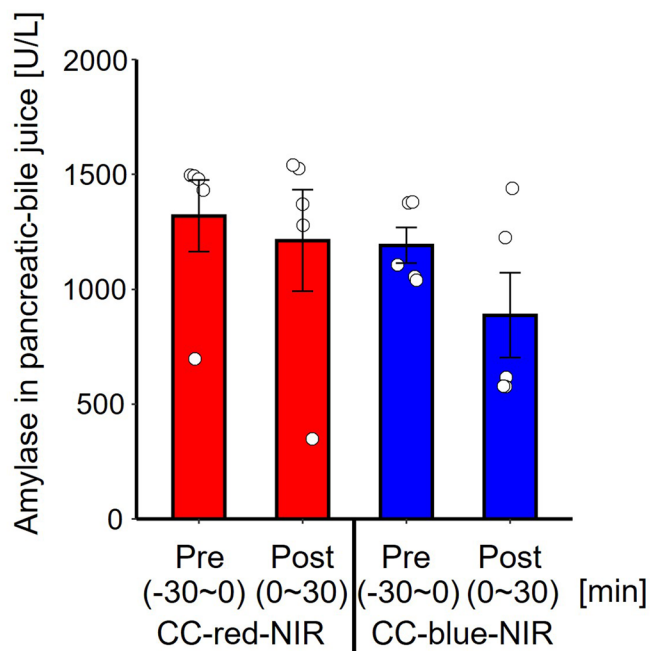 Amylase in pancreatic-bile juice [U/L]
2000
1500
1000
500
0
Pre Post Pre Post
(-30~0) (0~30) (-30~0) (0~30) [min]
CC-red-NIR CC-blue-NIR